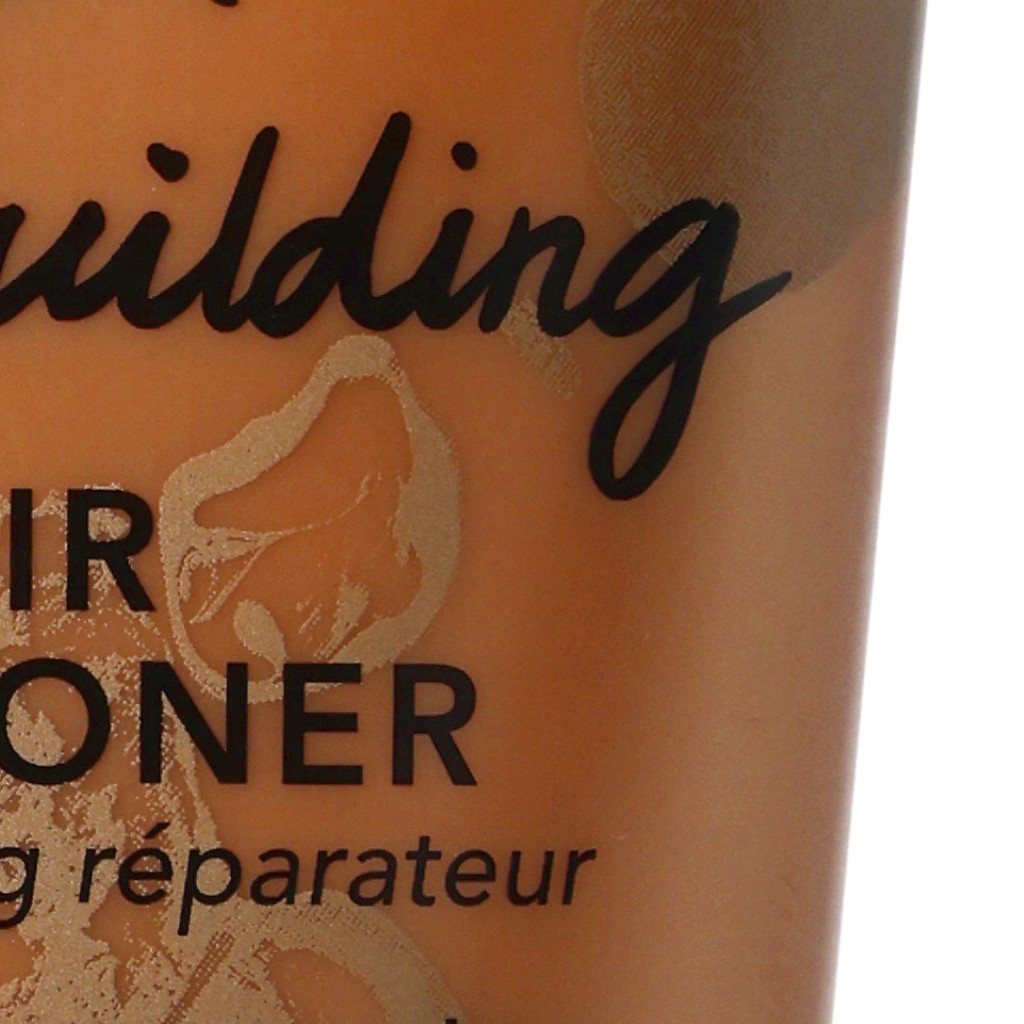 uilding
IR
ONER
g réparateur